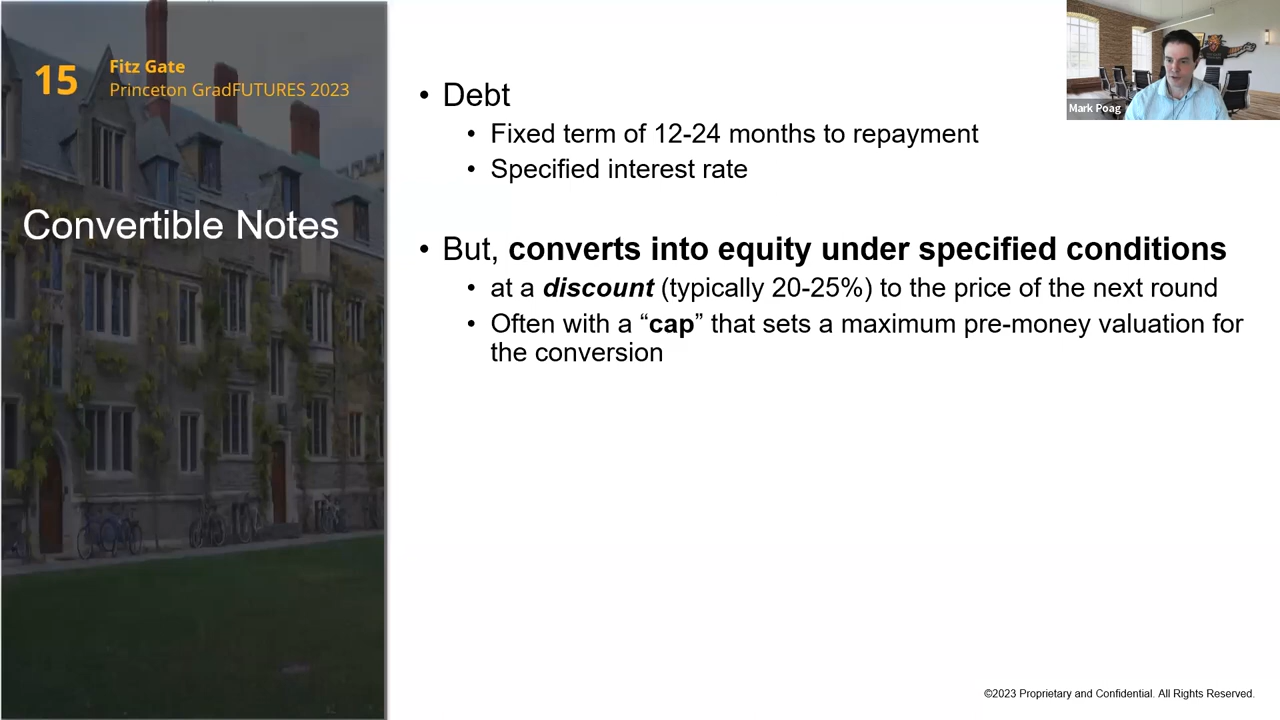 15
Fitz Gate
Princeton GradFUTURES 2023
Convertible Notes
• Debt
• Fixed term of 12-24 months to repayment
• Specified interest rate
• But, converts into equity under specified conditions
• at a discount (typically 20-25%) to the price of the next round
• Often with a “cap” that sets a maximum pre-money valuation for
the conversion
Mark Poag
©2023 Proprietary and Confidential. All Rights Reserved.